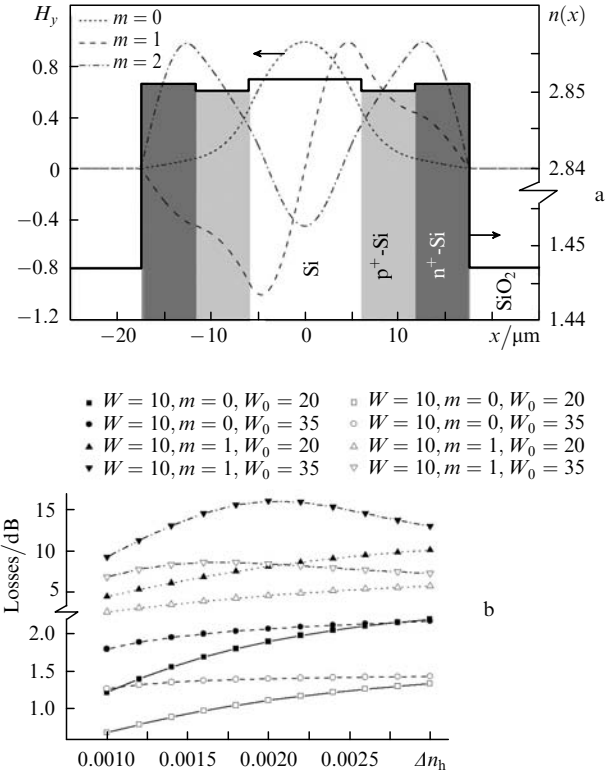 H_y
n(x)
m = 0
m = 1
m = 2
0.8
0.4
0
−0.4
−0.8
−1.2
2.85
2.84
1.45
1.44
a
Si
p⁺-Si
n⁺-Si
SiO₂
−20
−10
0
10
x/μm
W = 10, m = 0, W₀ = 20
W = 10, m = 0, W₀ = 35
W = 10, m = 1, W₀ = 20
W = 10, m = 1, W₀ = 35
W = 10, m = 0, W₀ = 20
W = 10, m = 0, W₀ = 35
W = 10, m = 1, W₀ = 20
W = 10, m = 1, W₀ = 35
Losses/dB
15
10
5
2.0
1.5
1.0
b
0.0010
0.0015
0.0020
0.0025
Δn_h